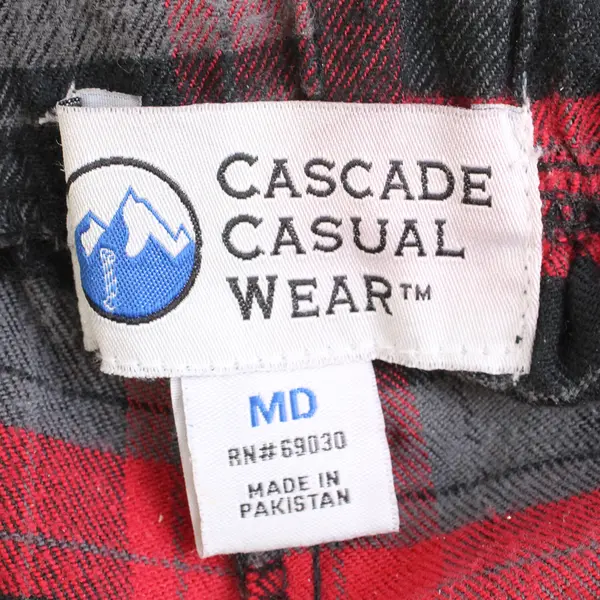 CASCADE
CASUAL
WEAR™
MD
RN#69030
MADE IN
PAKISTAN